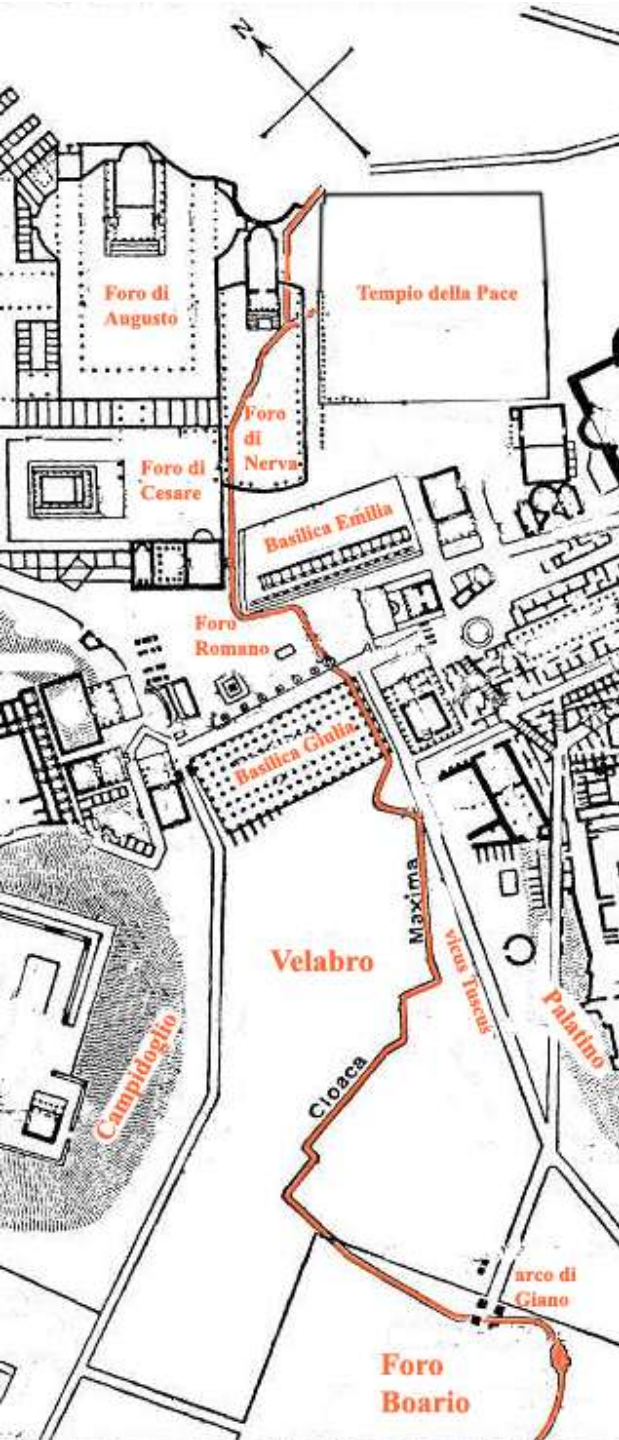 N
Foro di
Augusto
Tempio della Pace
Foro
di
Nerva
Foro di
Cesare
Basilica Emilia
Foro
Romano
Basilica Giulia
Maxima
vicus Tuscus
Velabro
Palatino
Campidoglio
Cloaca
arco di
Giano
Foro
Boario